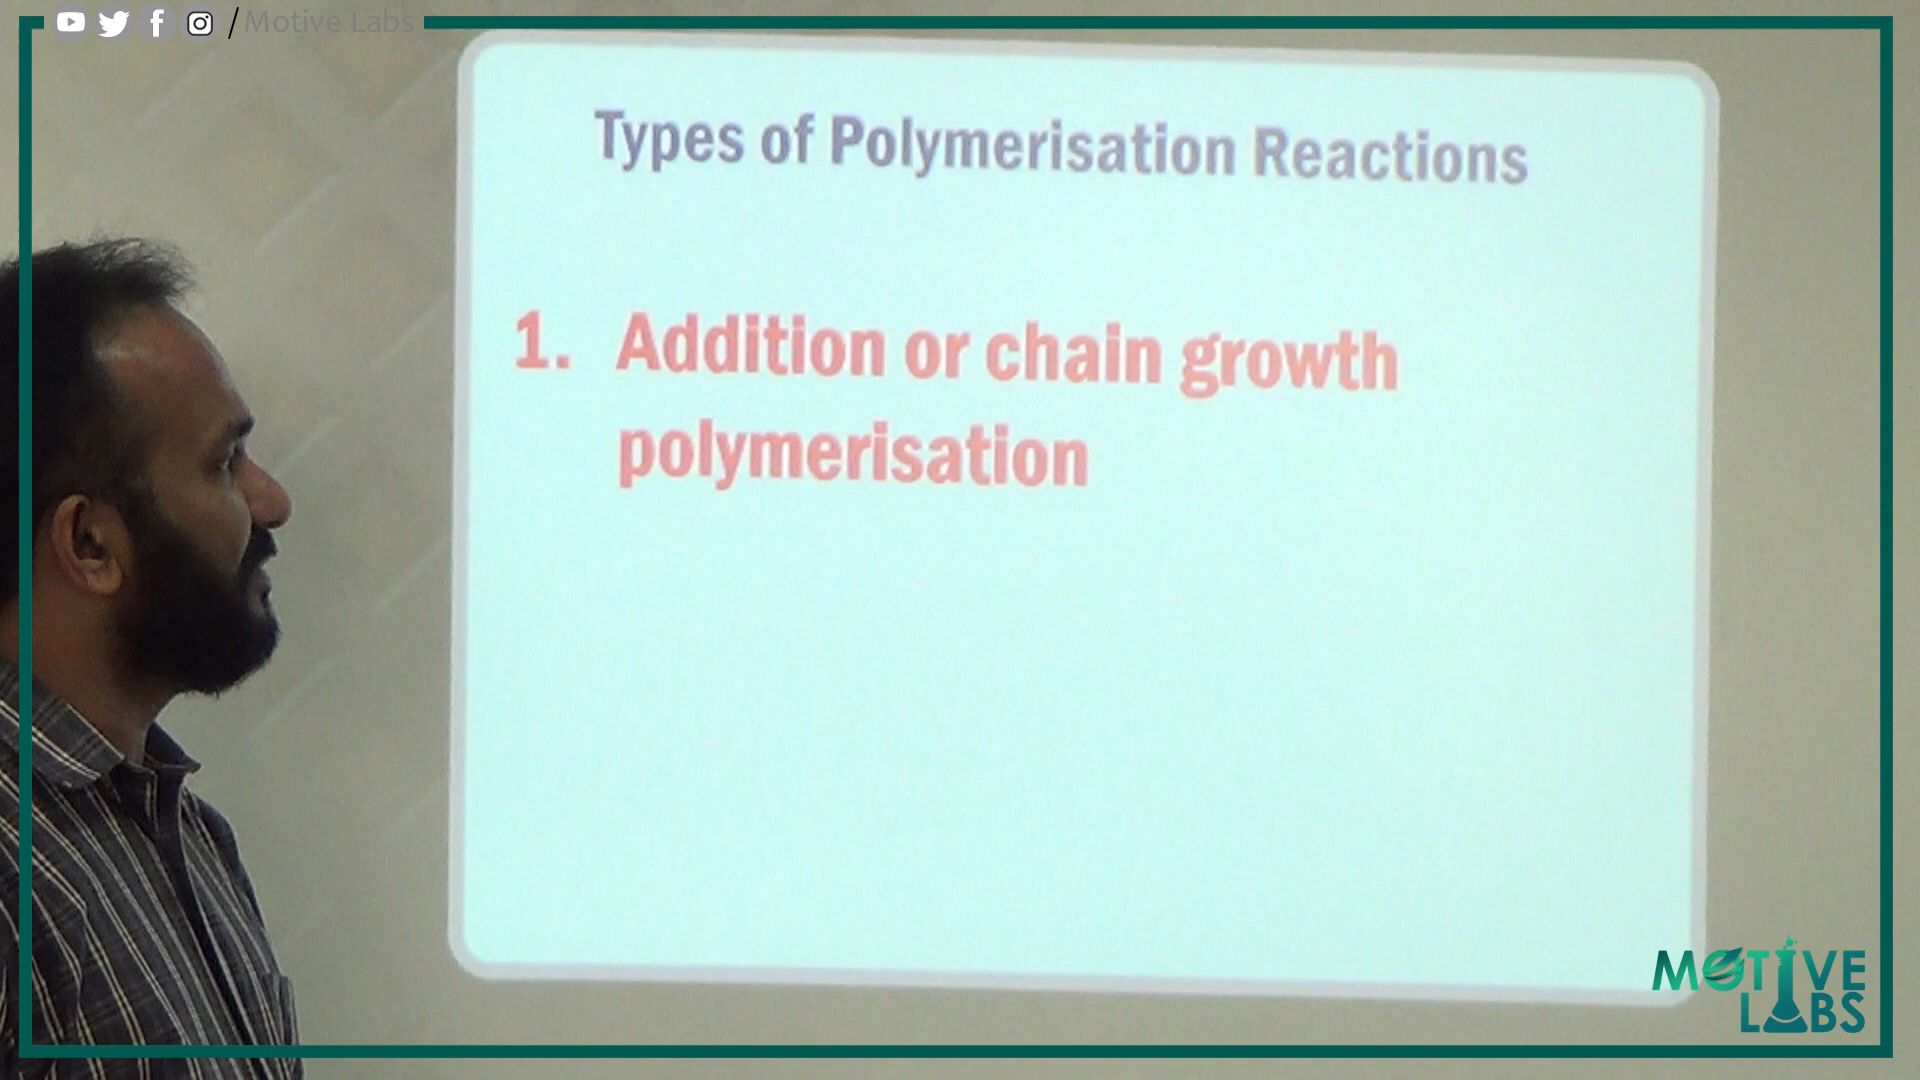 /Motive Labs
Types of Polymerisation Reactions
1. Addition or chain growth
polymerisation
MOTIVE
LABS